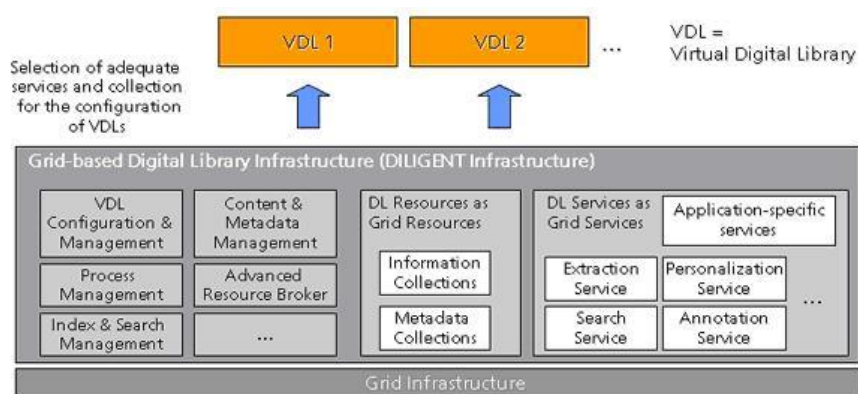 VDL 1
VDL 2
...
VDL =
Virtual Digital Library
Selection of adequate
services and collection
for the configuration
of VDLs
Grid-based Digital Library Infrastructure (DILIGENT Infrastructure)
VDL
Configuration &
Management
Content &
Metadata
Management
Process
Management
Advanced
Resource Broker
Index & Search
Management
...
DL Resources as
Grid Resources
Information
Collections
Metadata
Collections
DL Services as
Grid Services
Application-specific
services
Extraction
Service
Personalization
Service
Search
Service
Annotation
Service
...
Grid Infrastructure